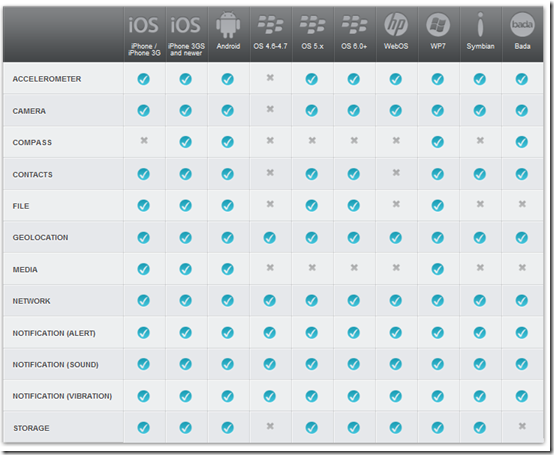 iOS iOS hp bada
iPhone / iPhone 3GS Android OS 4.6-4.7 OS 5.x OS 6.0+ WebOS WP7 Symbian Bada
iPhone 3G and newer
ACCELEROMETER
CAMERA
COMPASS
CONTACTS
FILE
GEOLOCATION
MEDIA
NETWORK
NOTIFICATION (ALERT)
NOTIFICATION (SOUND)
NOTIFICATION (VIBRATION)
STORAGE